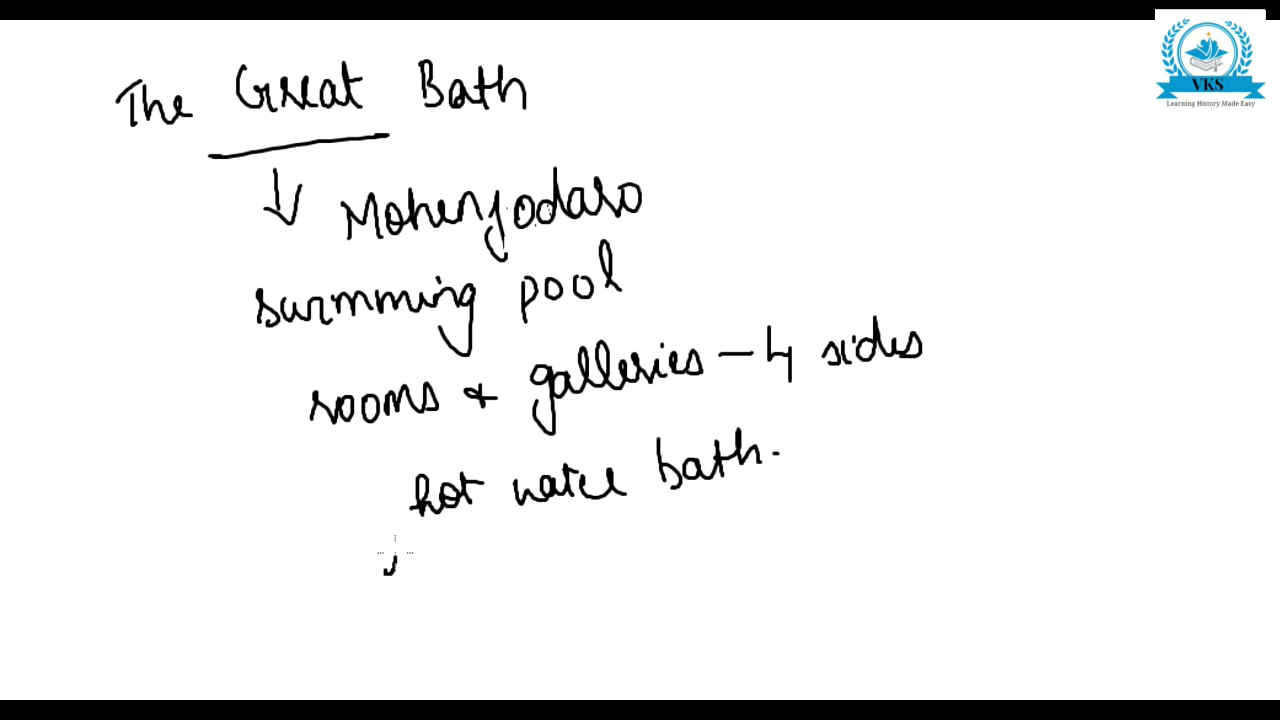 The Great Bath
↓ Mohenjodaro
swimming pool
rooms & galleries - 4 sides
hot water bath.
VKS
Learning History Made Easy